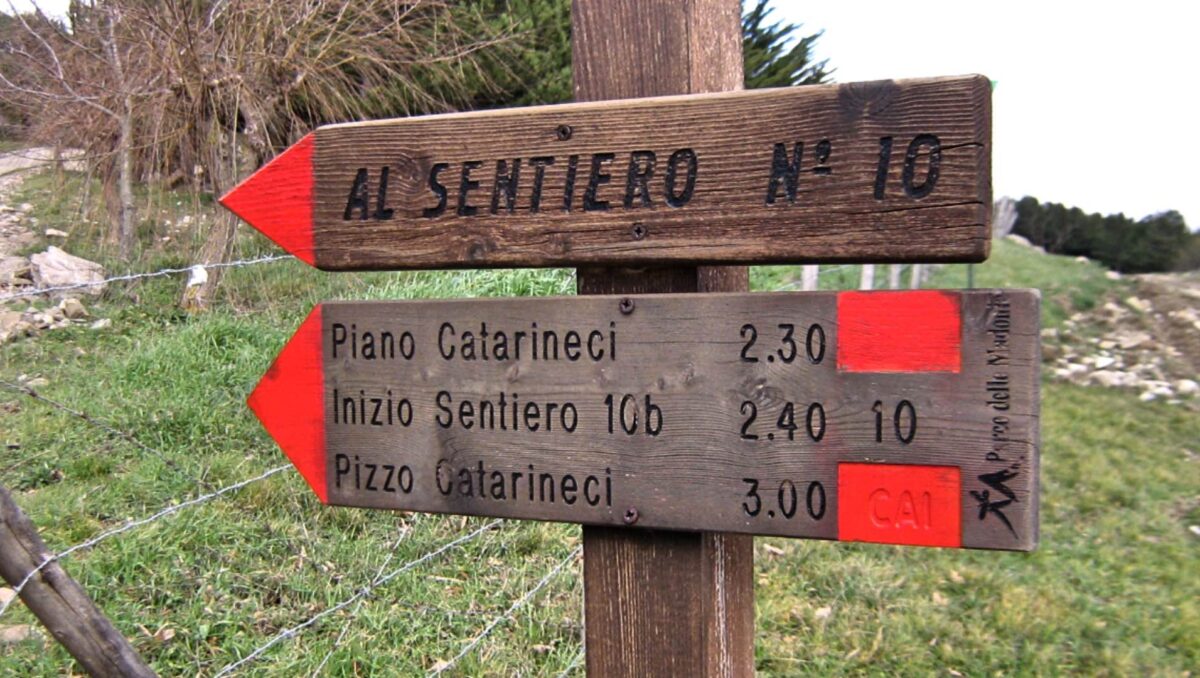 AL SENTIERO Nº 10
Piano Catarineci 2.30
Inizio Sentiero 10b 2.40 10
Pizzo Catarineci 3.00 CAI
Parco delle Madonie